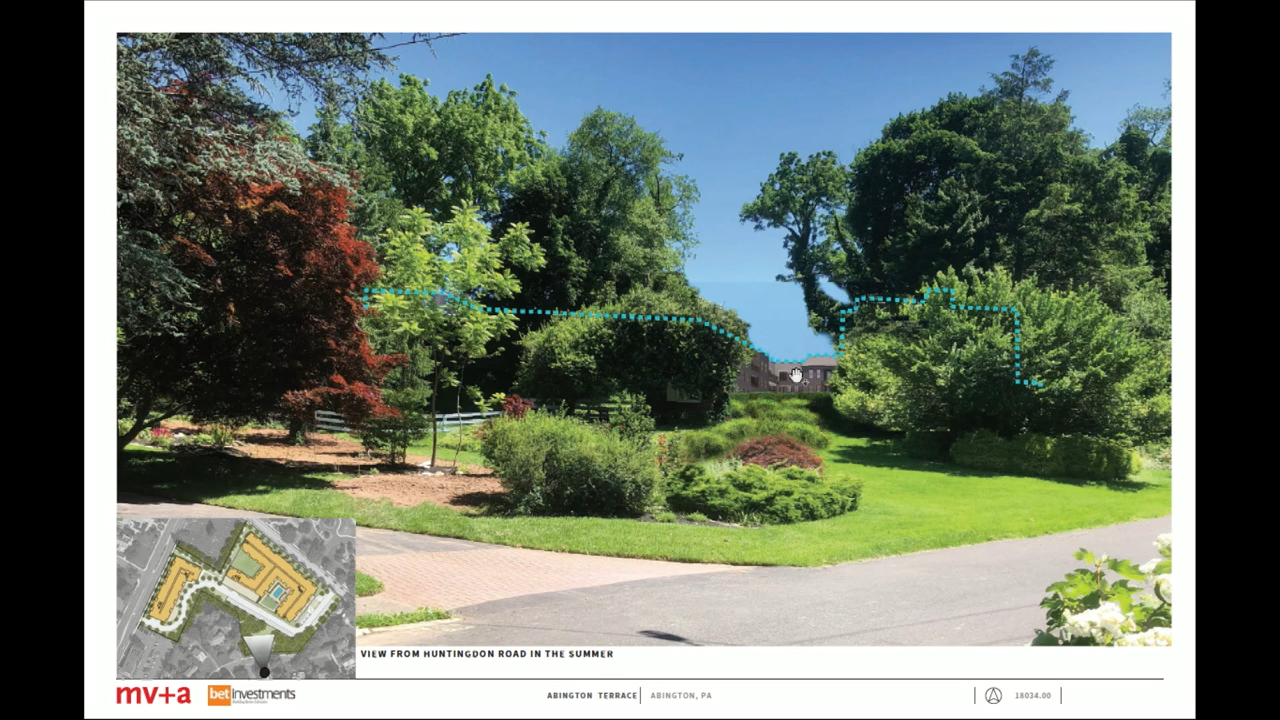 VIEW FROM HUNTINGDON ROAD IN THE SUMMER
mv+a
bet investments
ABINGTON TERRACE
ABINGTON, PA
18034.00